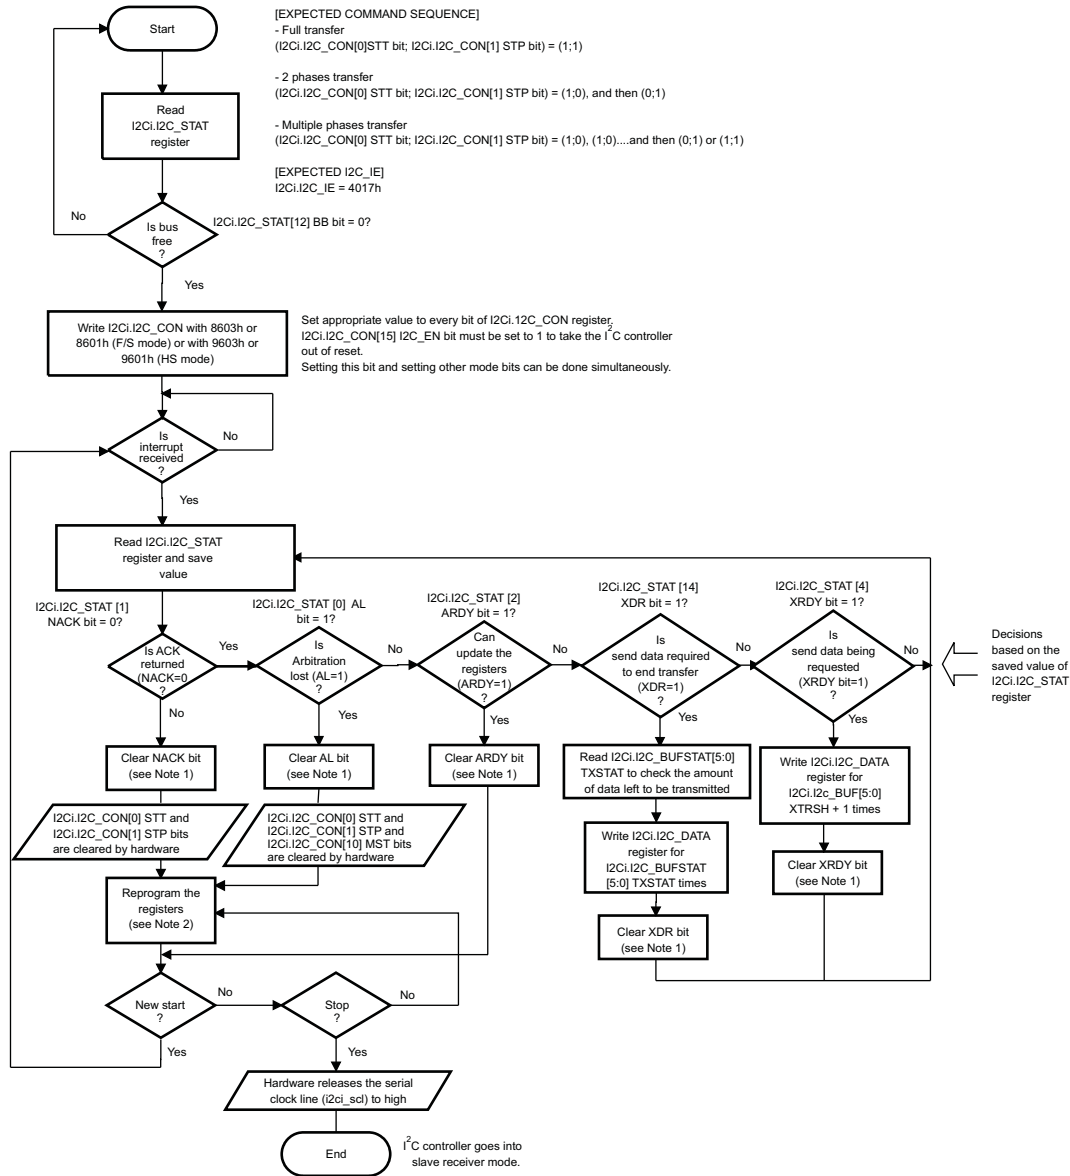 Start
[EXPECTED COMMAND SEQUENCE]
- Full transfer
(I2Ci.I2C_CON[0]STT bit; I2Ci.I2C_CON[1] STP bit) = (1;1)
- 2 phases transfer
(I2Ci.I2C_CON[0] STT bit; I2Ci.I2C_CON[1] STP bit) = (1;0), and then (0;1)
- Multiple phases transfer
(I2Ci.I2C_CON[0] STT bit; I2Ci.I2C_CON[1] STP bit) = (1;0), (1;0)....and then (0;1) or (1;1)
[EXPECTED I2C_IE]
I2Ci.I2C_IE = 4017h
Read
I2Ci.I2C_STAT
register
No
Is bus
free
?
I2Ci.I2C_STAT[12] BB bit = 0?
Yes
Write I2Ci.I2C_CON with 8603h or
8601h (F/S mode) or with 9603h or
9601h (HS mode)
Set appropriate value to every bit of I2Ci.12C_CON register.
I2Ci.I2C_CON[15] I2C_EN bit must be set to 1 to take the I2C controller
out of reset.
Setting this bit and setting other mode bits can be done simultaneously.
Is
interrupt
received
?
No
Yes
Read I2Ci.I2C_STAT
register and save
value
I2Ci.I2C_STAT [1]
NACK bit = 0?
Is ACK
returned
(NACK=0
?
Yes
No
I2Ci.I2C_STAT [0] AL
bit = 1?
Is
Arbitration
lost (AL=1)
?
No
Yes
I2Ci.I2C_STAT [2]
ARDY bit = 1?
Can
update the
registers
(ARDY=1)
?
No
Yes
I2Ci.I2C_STAT [14]
XDR bit = 1?
Is
send data required
to end transfer
(XDR=1)
?
No
Yes
I2Ci.I2C_STAT [4]
XRDY bit = 1?
Is
send data being
requested
(XRDY bit=1)
?
No
Yes
Decisions
based on the
saved value of
I2Ci.I2C_STAT
register
Clear NACK bit
(see Note 1)
Clear AL bit
(see Note 1)
Clear ARDY bit
(see Note 1)
Read I2Ci.I2C_BUFSTAT[5:0]
TXSTAT to check the amount
of data left to be transmitted
Write I2Ci.I2C_DATA
register for
I2Ci.I2c_BUF[5:0]
XTRSH + 1 times
I2Ci.I2C_CON[0] STT and
I2Ci.I2C_CON[1] STP bits
are cleared by hardware
I2Ci.I2C_CON[0] STT and
I2Ci.I2C_CON[1] STP and
I2Ci.I2C_CON[10] MST bits
are cleared by hardware
Write I2Ci.I2C_DATA
register for
I2Ci.I2C_BUFSTAT
[5:0] TXSTAT times
Clear XRDY bit
(see Note 1)
Reprogram the
registers
(see Note 2)
Clear XDR bit
(see Note 1)
New start
?
No
Yes
Stop
?
No
Yes
Hardware releases the serial
clock line (i2ci_scl) to high
End
I2C controller goes into
slave receiver mode.